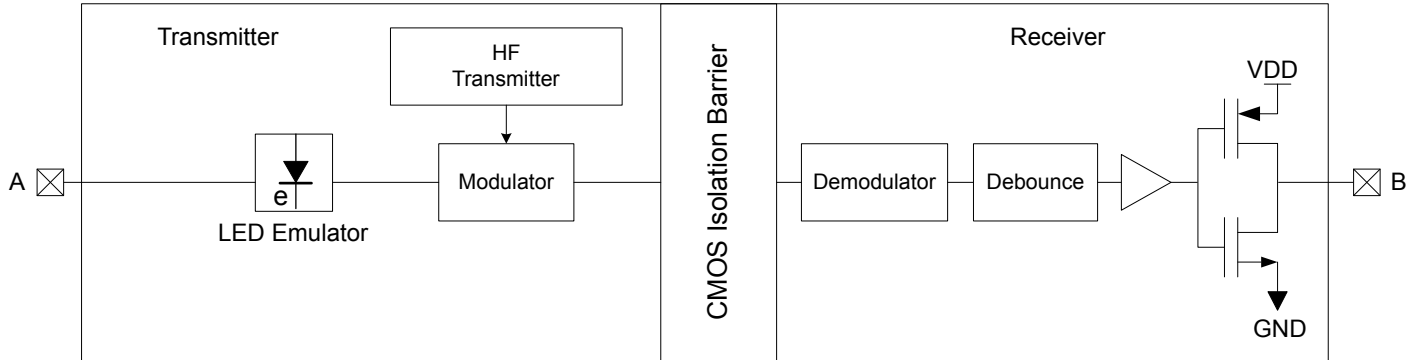 Transmitter
HF
Transmitter
CMOS Isolation Barrier
Receiver
VDD
A
e
LED Emulator
Modulator
Demodulator
Debounce
B
GND